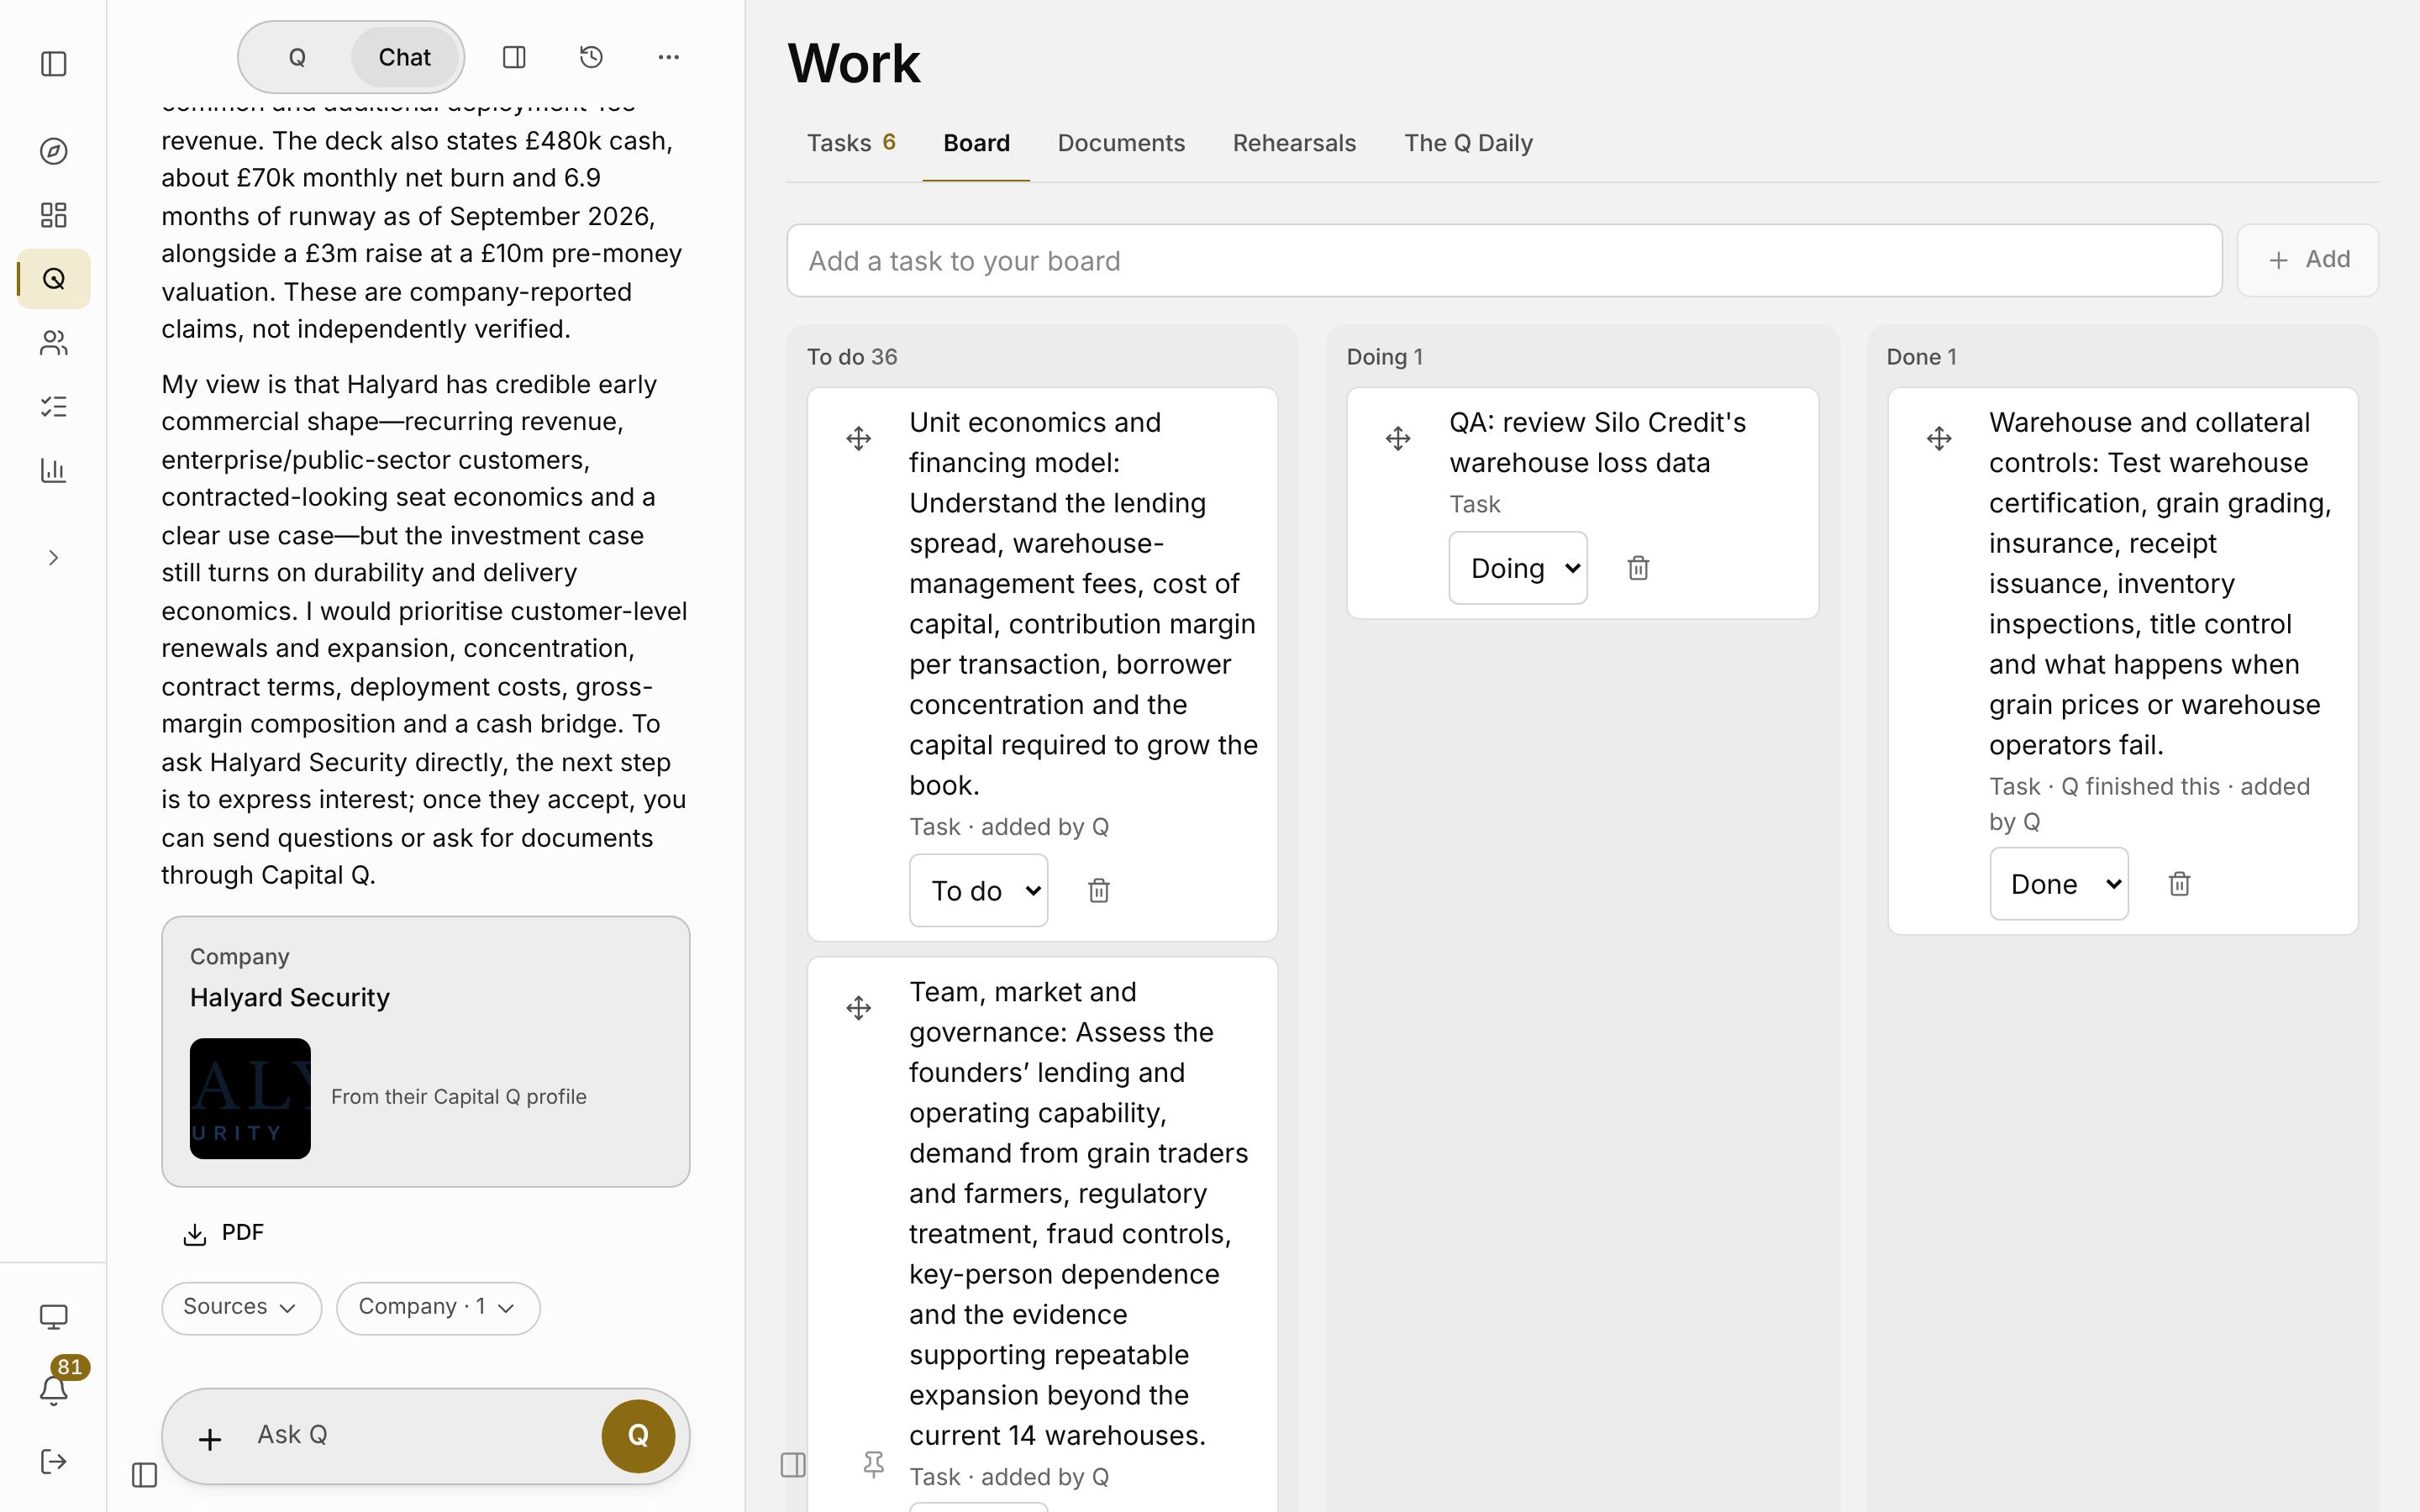 Q
Chat
common and additional deployment-fee
revenue. The deck also states £480k cash,
about £70k monthly net burn and 6.9
months of runway as of September 2026,
alongside a £3m raise at a £10m pre-money
valuation. These are company-reported
claims, not independently verified.
My view is that Halyard has credible early
commercial shape—recurring revenue,
enterprise/public-sector customers,
contracted-looking seat economics and a
clear use case—but the investment case
still turns on durability and delivery
economics. I would prioritise customer-level
renewals and expansion, concentration,
contract terms, deployment costs, gross-
margin composition and a cash bridge. To
ask Halyard Security directly, the next step
is to express interest; once they accept, you
can send questions or ask for documents
through Capital Q.
Company
Halyard Security
ALY
URITY
From their Capital Q profile
PDF
Sources
Company · 1
Ask Q
Q
81
Work
Tasks 6
Board
Documents
Rehearsals
The Q Daily
Add a task to your board
Add
To do 36
Unit economics and
financing model:
Understand the lending
spread, warehouse-
management fees, cost of
capital, contribution margin
per transaction, borrower
concentration and the
capital required to grow the
book.
Task · added by Q
To do
Team, market and
governance: Assess the
founders’ lending and
operating capability,
demand from grain traders
and farmers, regulatory
treatment, fraud controls,
key-person dependence
and the evidence
supporting repeatable
expansion beyond the
current 14 warehouses.
Task · added by Q
Doing 1
QA: review Silo Credit's
warehouse loss data
Task
Doing
Done 1
Warehouse and collateral
controls: Test warehouse
certification, grain grading,
insurance, receipt
issuance, inventory
inspections, title control
and what happens when
grain prices or warehouse
operators fail.
Task · Q finished this · added
by Q
Done